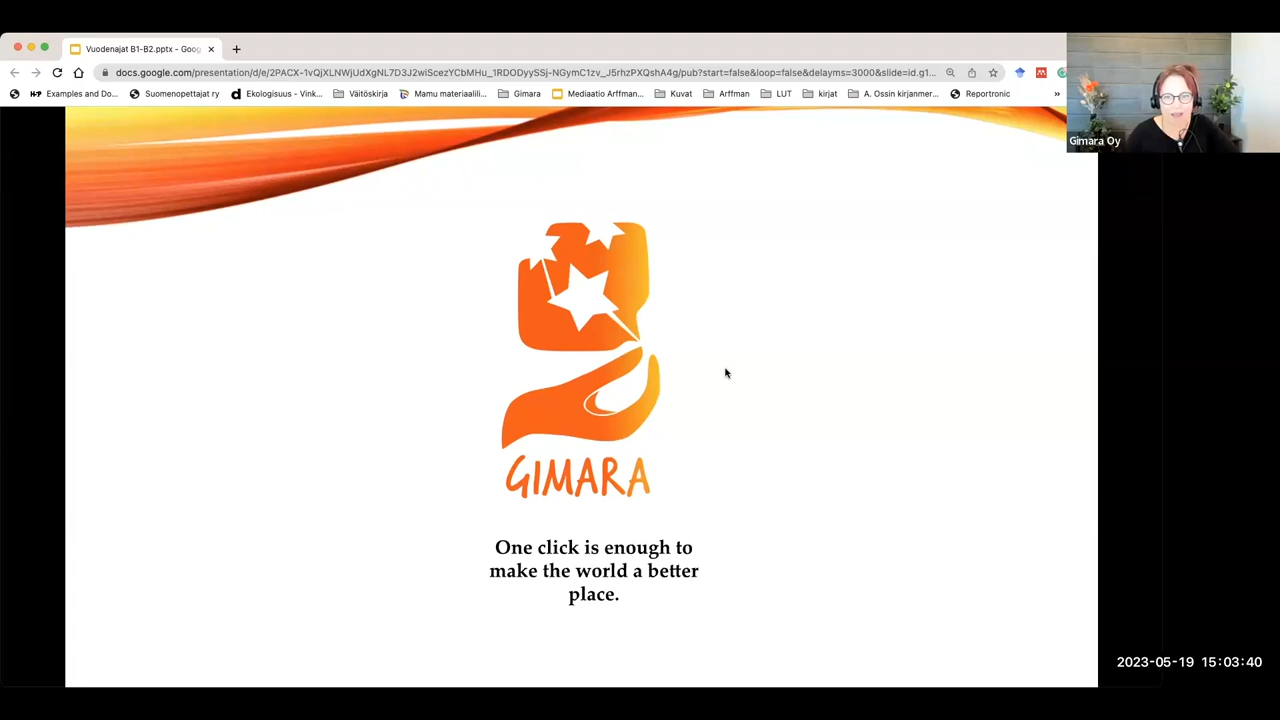 Vuodenajat B1-B2.pptx - Goog
docs.google.com/presentation/d/e/2PACX-1vQJXLHMVjUdXgNL7D3J2wiScezYCbMHu_1RDODyySSj-NGymC1zv_J5rhzPXQshA4g/pub?start=false&loop=false&delayms=3000&slide=id.g1...
Examples and Do... Suomenopettajat ry Ekologisuus - Vink... Väitöskirja Mamu materiaalili... Gimara Mediaatio Arffman... Kuvat Arffman LUT kirjat A. Ossin kirjanmer... Reportronic »
Gimara Oy
GIMARA
One click is enough to
make the world a better
place.
2023-05-19 15:03:40